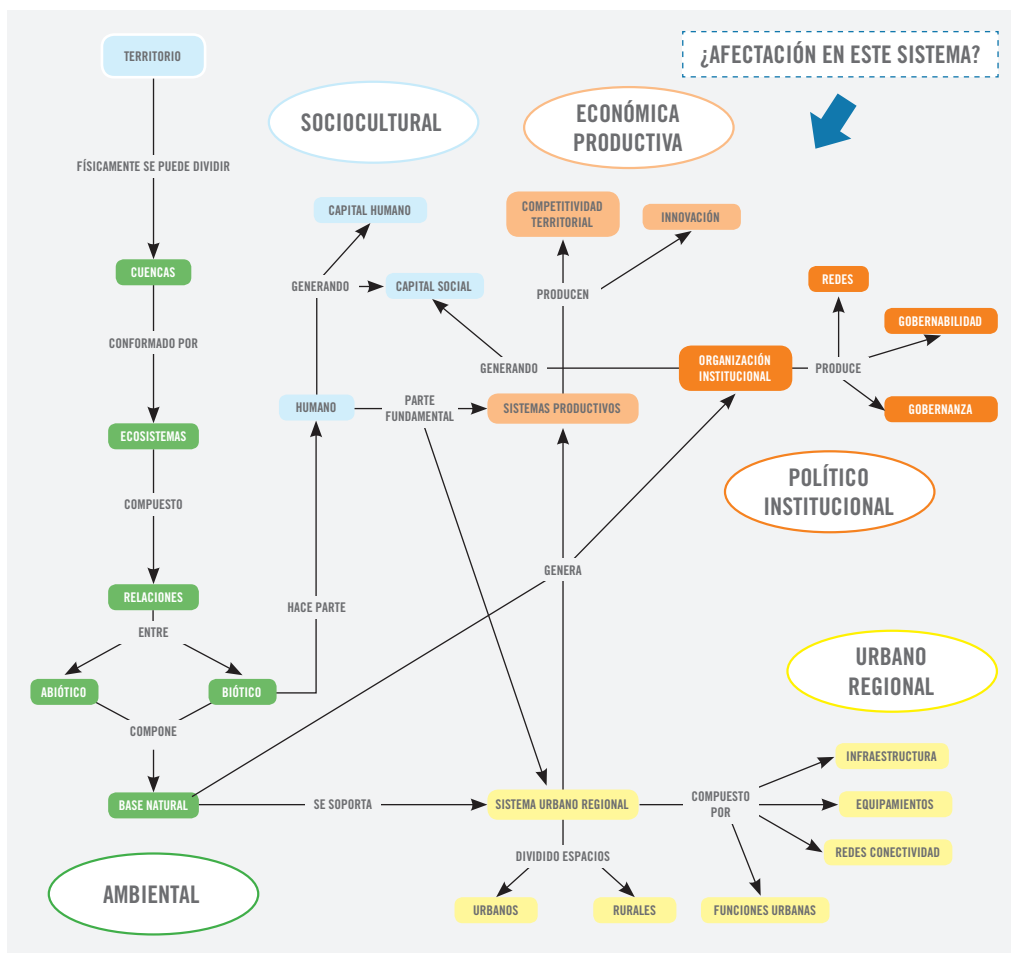 TERRITORIO
¿AFECTACIÓN EN ESTE SISTEMA?
SOCIOCULTURAL
ECONÓMICA
PRODUCTIVA
FÍSICAMENTE SE PUEDE DIVIDIR
CAPITAL HUMANO
COMPETITIVIDAD
TERRITORIAL
INNOVACIÓN
CUENCAS
GENERANDO
CAPITAL SOCIAL
PRODUCEN
REDES
GOBERNABILIDAD
CONFORMADO POR
GENERANDO
ORGANIZACIÓN
INSTITUCIONAL
PRODUCE
HUMANO
PARTE
FUNDAMENTAL
SISTEMAS PRODUCTIVOS
GOBERNANZA
ECOSISTEMAS
POLÍTICO
INSTITUCIONAL
COMPUESTO
GENERA
RELACIONES
HACE PARTE
ENTRE
URBANO
REGIONAL
ABIÓTICO
BIÓTICO
COMPONE
INFRAESTRUCTURA
BASE NATURAL
SE SOPORTA
SISTEMA URBANO REGIONAL
COMPUESTO
POR
EQUIPAMIENTOS
REDES CONECTIVIDAD
DIVIDIDO ESPACIOS
AMBIENTAL
URBANOS
RURALES
FUNCIONES URBANAS